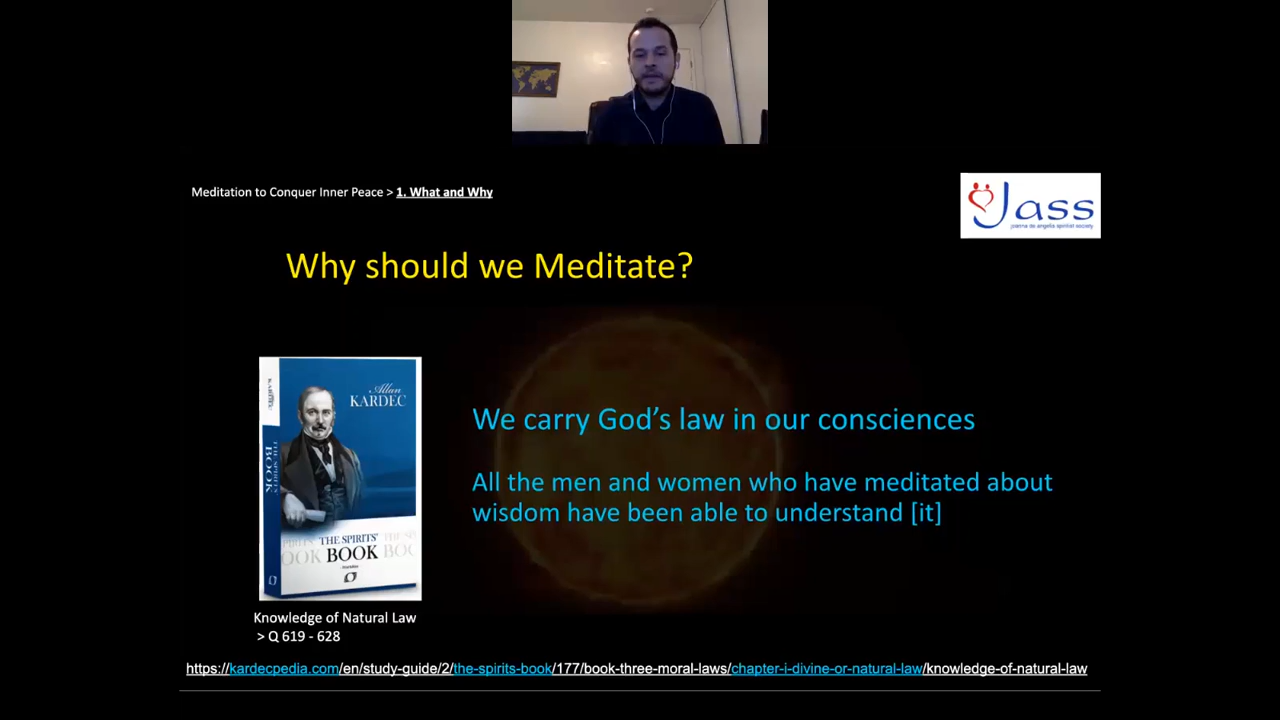 Meditation to Conquer Inner Peace > 1. What and Why
Jass
joanna de angelis spiritist society
Why should we Meditate?
Allan
KARDEC
KARDEC
THE SPIRITS'
BOOK
We carry God's law in our consciences
All the men and women who have meditated about
wisdom have been able to understand [it]
THE SPIRITS'
BOOK
Knowledge of Natural Law
> Q 619 - 628
https://kardecpedia.com/en/study-guide/2/the-spirits-book/177/book-three-moral-laws/chapter-i-divine-or-natural-law/knowledge-of-natural-law